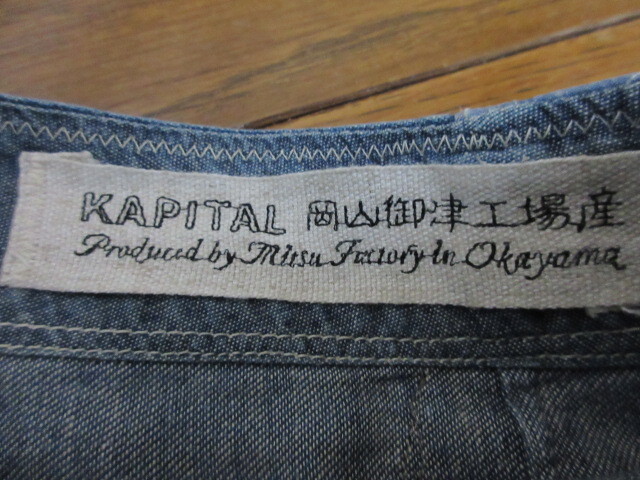 KAPITAL 岡山御津工場産
Produced by Mitsu Factory In Okayama